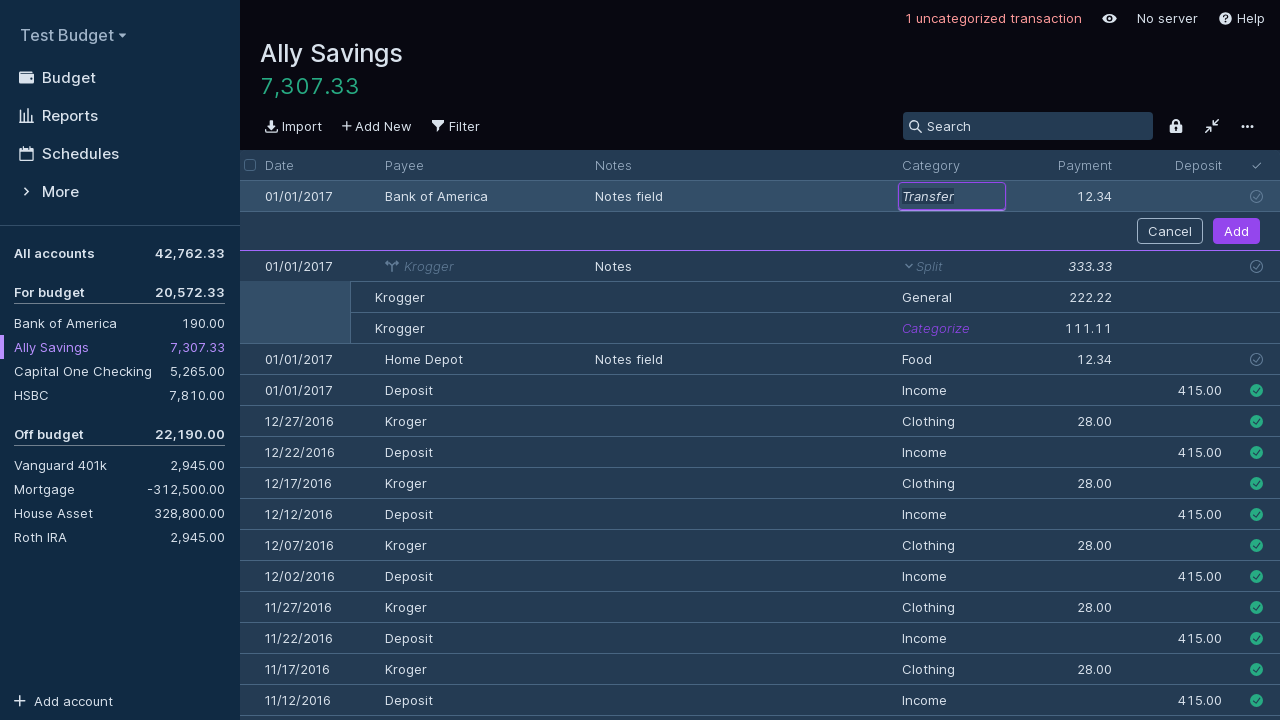 Test Budget
Budget
Reports
Schedules
More
All accounts 42,762.33
For budget 20,572.33
Bank of America 190.00
Ally Savings 7,307.33
Capital One Checking 5,265.00
HSBC 7,810.00
Off budget 22,190.00
Vanguard 401k 2,945.00
Mortgage -312,500.00
House Asset 328,800.00
Roth IRA 2,945.00
Add account
1 uncategorized transaction No server Help
Ally Savings
7,307.33
Import Add New Filter Search
Date Payee Notes Category Payment Deposit
01/01/2017 Bank of America Notes field Transfer 12.34
Cancel Add
01/01/2017 Krogger Notes Split 333.33
Krogger General 222.22
Krogger Categorize 111.11
01/01/2017 Home Depot Notes field Food 12.34
01/01/2017 Deposit Income 415.00
12/27/2016 Kroger Clothing 28.00
12/22/2016 Deposit Income 415.00
12/17/2016 Kroger Clothing 28.00
12/12/2016 Deposit Income 415.00
12/07/2016 Kroger Clothing 28.00
12/02/2016 Deposit Income 415.00
11/27/2016 Kroger Clothing 28.00
11/22/2016 Deposit Income 415.00
11/17/2016 Kroger Clothing 28.00
11/12/2016 Deposit Income 415.00